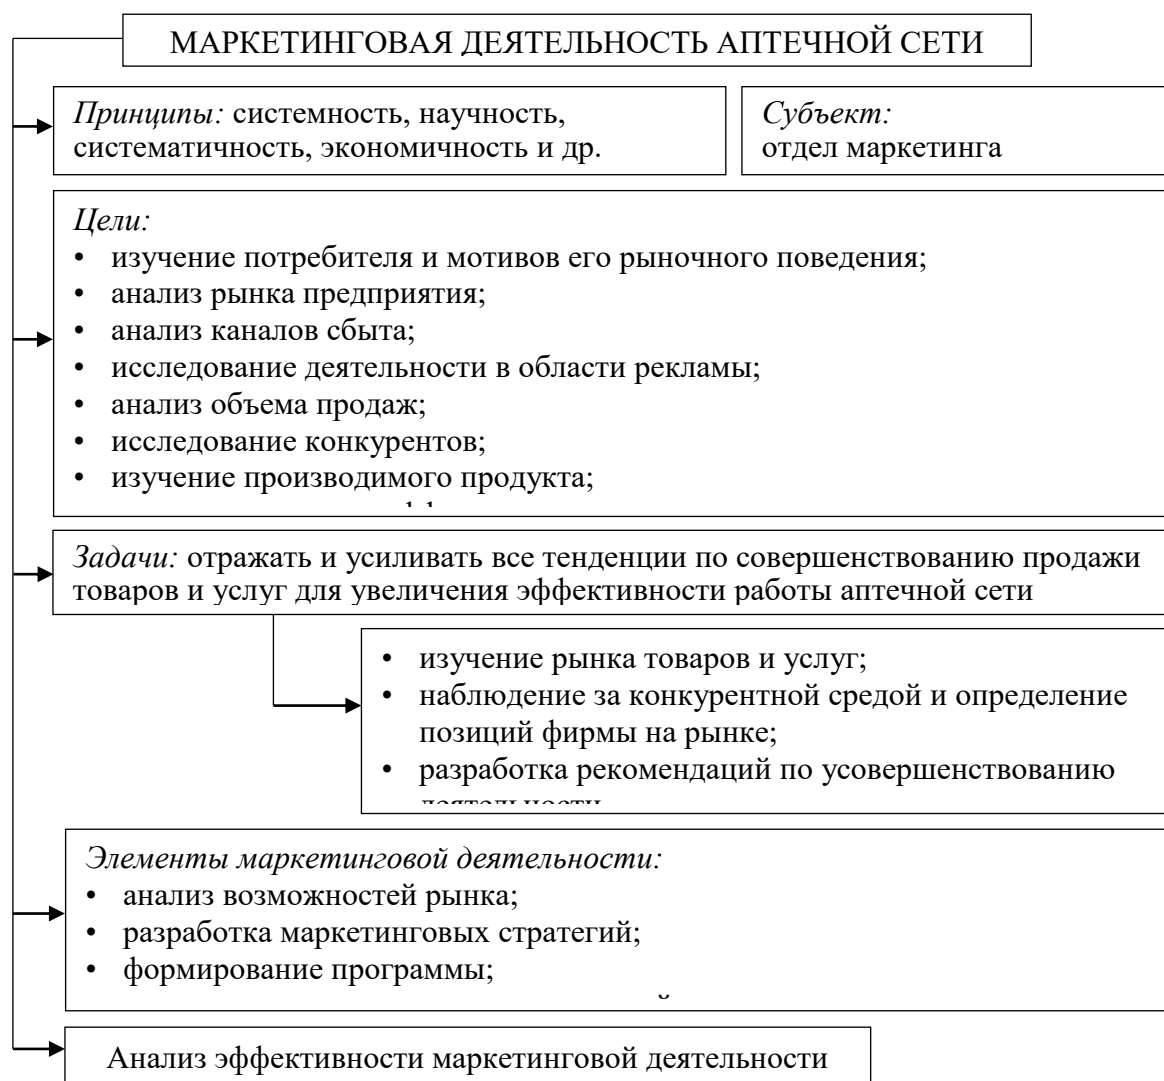 МАРКЕТИНГОВАЯ ДЕЯТЕЛЬНОСТЬ АПТЕЧНОЙ СЕТИ
Принципы: системность, научность,
систематичность, экономичность и др.
Субъект:
отдел маркетинга
Цели:
• изучение потребителя и мотивов его рыночного поведения;
• анализ рынка предприятия;
• анализ каналов сбыта;
• исследование деятельности в области рекламы;
• анализ объема продаж;
• исследование конкурентов;
• изучение производимого продукта;
Задачи: отражать и усиливать все тенденции по совершенствованию продажи
товаров и услуг для увеличения эффективности работы аптечной сети
• изучение рынка товаров и услуг;
• наблюдение за конкурентной средой и определение
позиций фирмы на рынке;
• разработка рекомендаций по усовершенствованию
деятельности
Элементы маркетинговой деятельности:
• анализ возможностей рынка;
• разработка маркетинговых стратегий;
• формирование программы;
Анализ эффективности маркетинговой деятельности